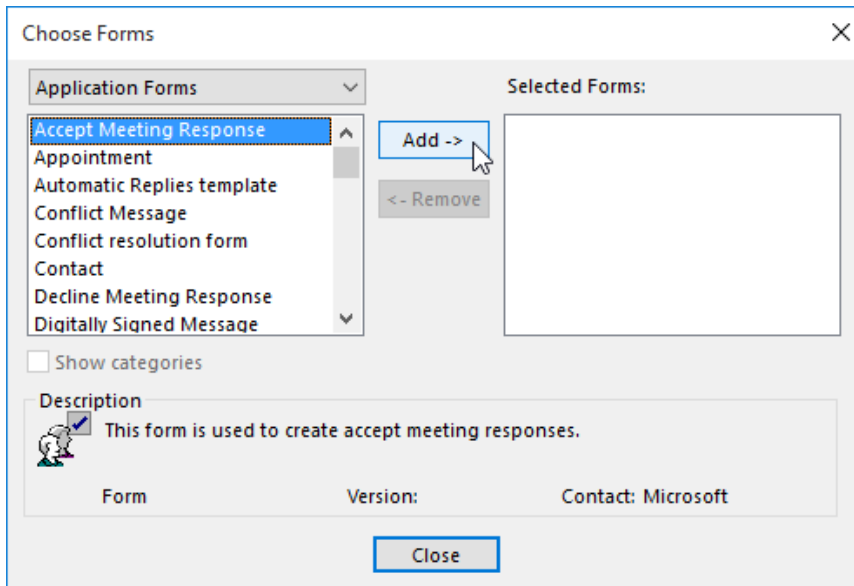 Choose Forms
Application Forms
Selected Forms:
Accept Meeting Response
Appointment
Automatic Replies template
Conflict Message
Conflict resolution form
Contact
Decline Meeting Response
Digitally Signed Message
Add ->
<- Remove
Show categories
Description
This form is used to create accept meeting responses.
Form Version: Contact: Microsoft
Close